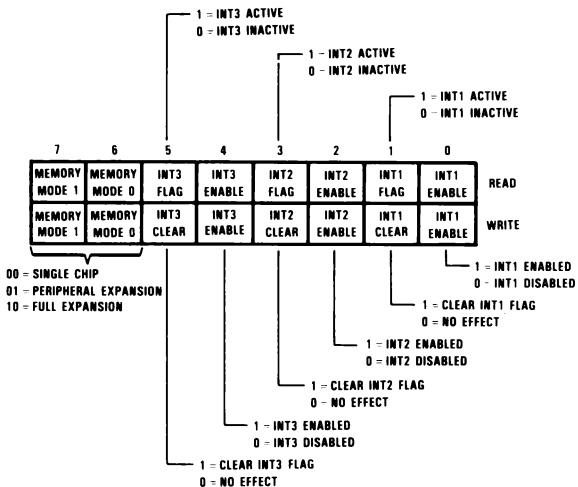 1 = INT3 ACTIVE
0 = INT3 INACTIVE
1 – INT2 ACTIVE
0 – INT2 INACTIVE
1 = INT1 ACTIVE
0 – INT1 INACTIVE
7 6 5 4 3 2 1 0
MEMORY MODE 1 MEMORY MODE 0 INT3 FLAG INT3 ENABLE INT2 FLAG INT2 ENABLE INT1 FLAG INT1 ENABLE READ
MEMORY MODE 1 MEMORY MODE 0 INT3 CLEAR INT3 ENABLE INT2 CLEAR INT2 ENABLE INT1 CLEAR INT1 ENABLE WRITE
00 = SINGLE CHIP
01 = PERIPHERAL EXPANSION
10 = FULL EXPANSION
1 = INT1 ENABLED
0 – INT1 DISABLED
1 = CLEAR INT1 FLAG
0 = NO EFFECT
1 = INT2 ENABLED
0 = INT2 DISABLED
1 = CLEAR INT2 FLAG
0 – NO EFFECT
1 = INT3 ENABLED
0 = INT3 DISABLED
1 = CLEAR INT3 FLAG
0 = NO EFFECT